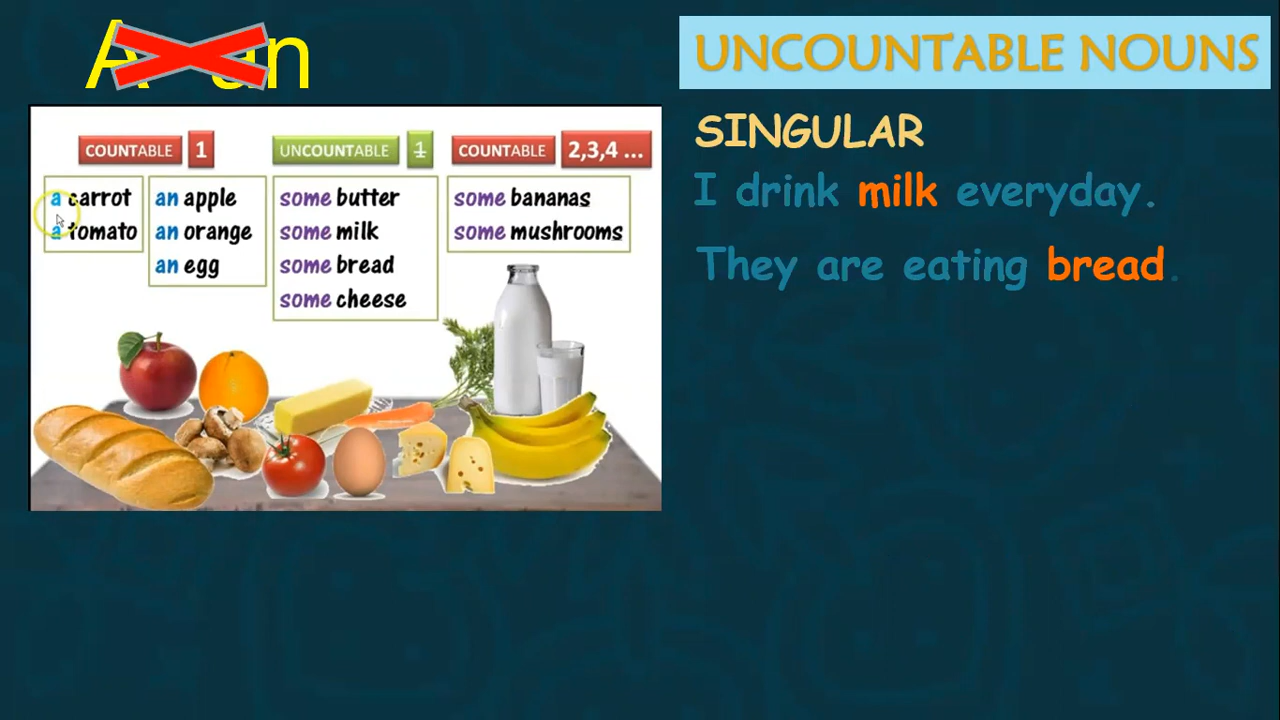 A an
UNCOUNTABLE NOUNS
COUNTABLE 1
a carrot
a tomato
an apple
an orange
an egg
UNCOUNTABLE 1
some butter
some milk
some bread
some cheese
COUNTABLE 2,3,4 ...
some bananas
some mushrooms
SINGULAR
I drink milk everyday.
They are eating bread.